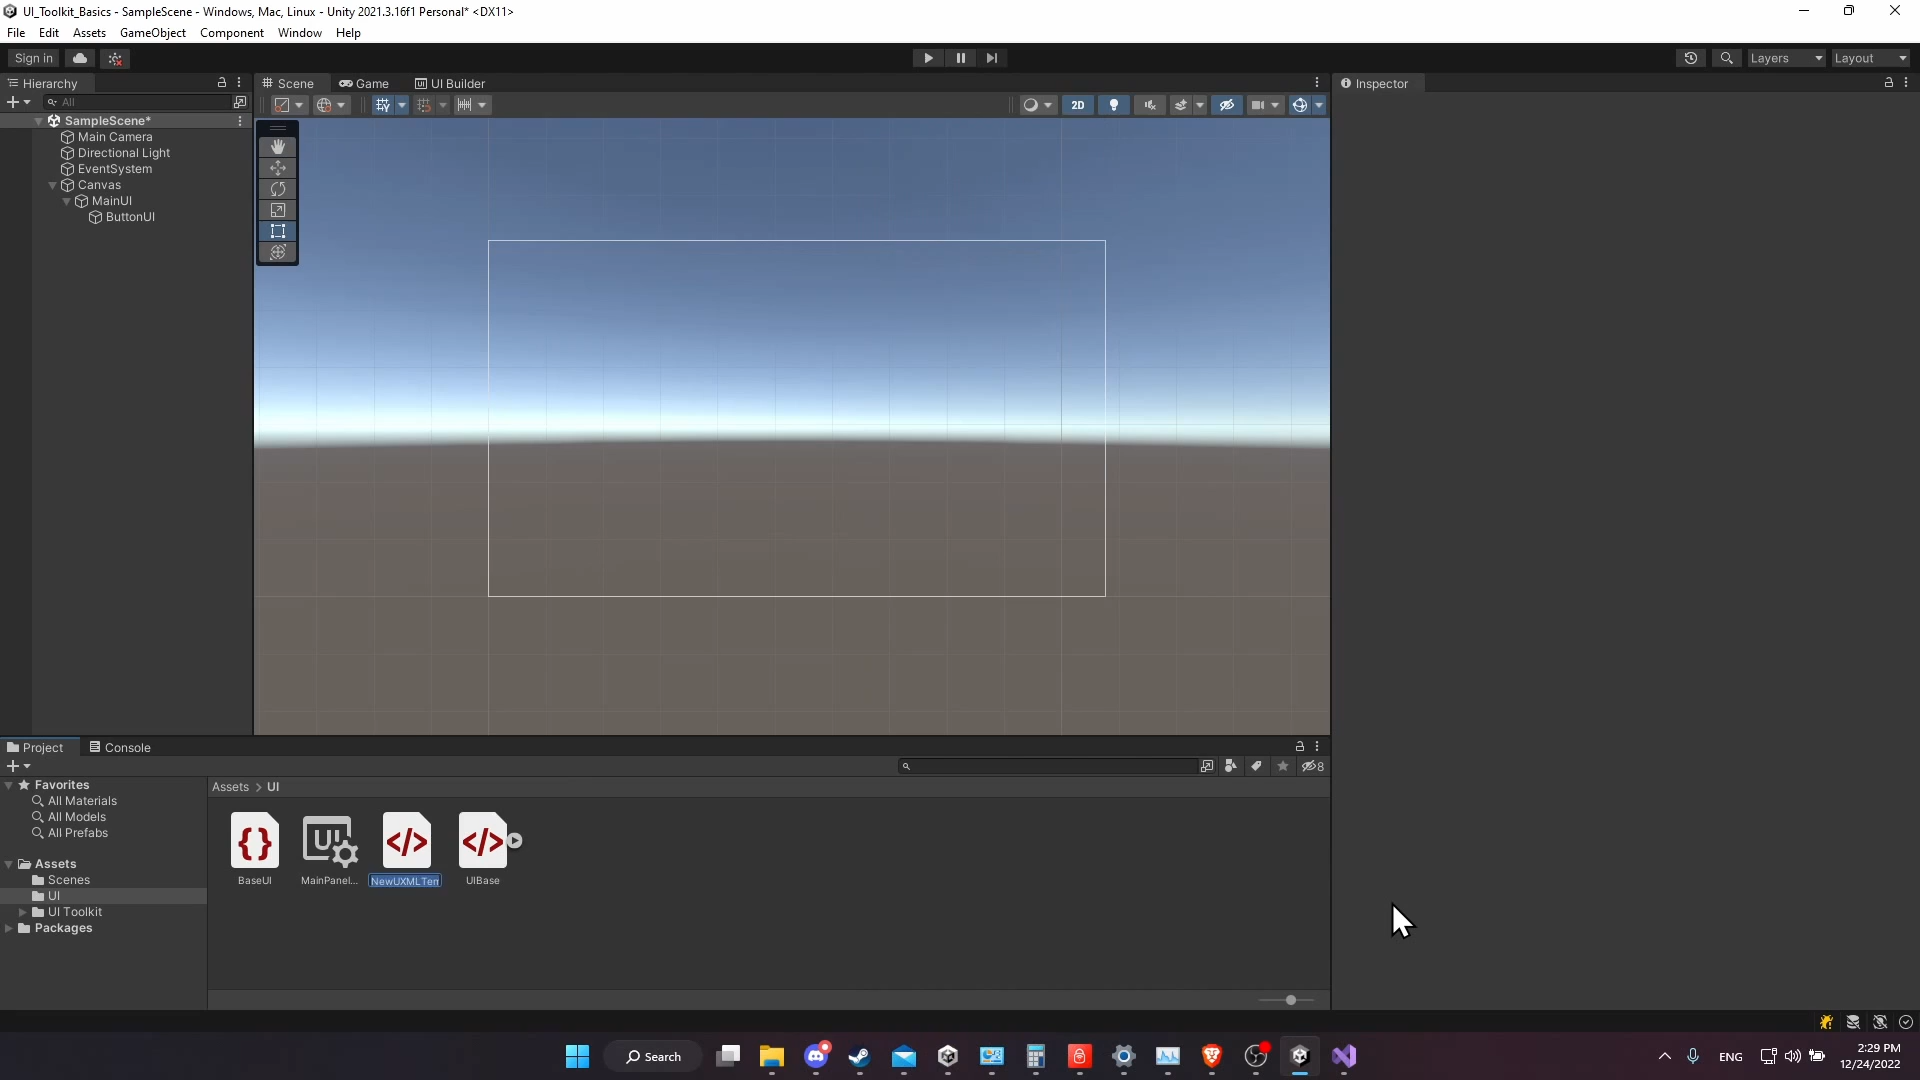 UI_Toolkit_Basics - SampleScene - Windows, Mac, Linux - Unity 2021.3.16f1 Personal* <DX11>
File Edit Assets GameObject Component Window Help
Sign in
Layers
Layout
Hierarchy
Scene
Game
UI Builder
Inspector
All
2D
SampleScene*
Main Camera
Directional Light
EventSystem
Canvas
MainUI
ButtonUI
Project
Console
8
Favorites
All Materials
All Models
All Prefabs
Assets
Scenes
UI
UI Toolkit
Packages
Assets > UI
BaseUI
MainPanel...
NewUXMLTem
UIBase
Search
ENG
2:29 PM
12/24/2022